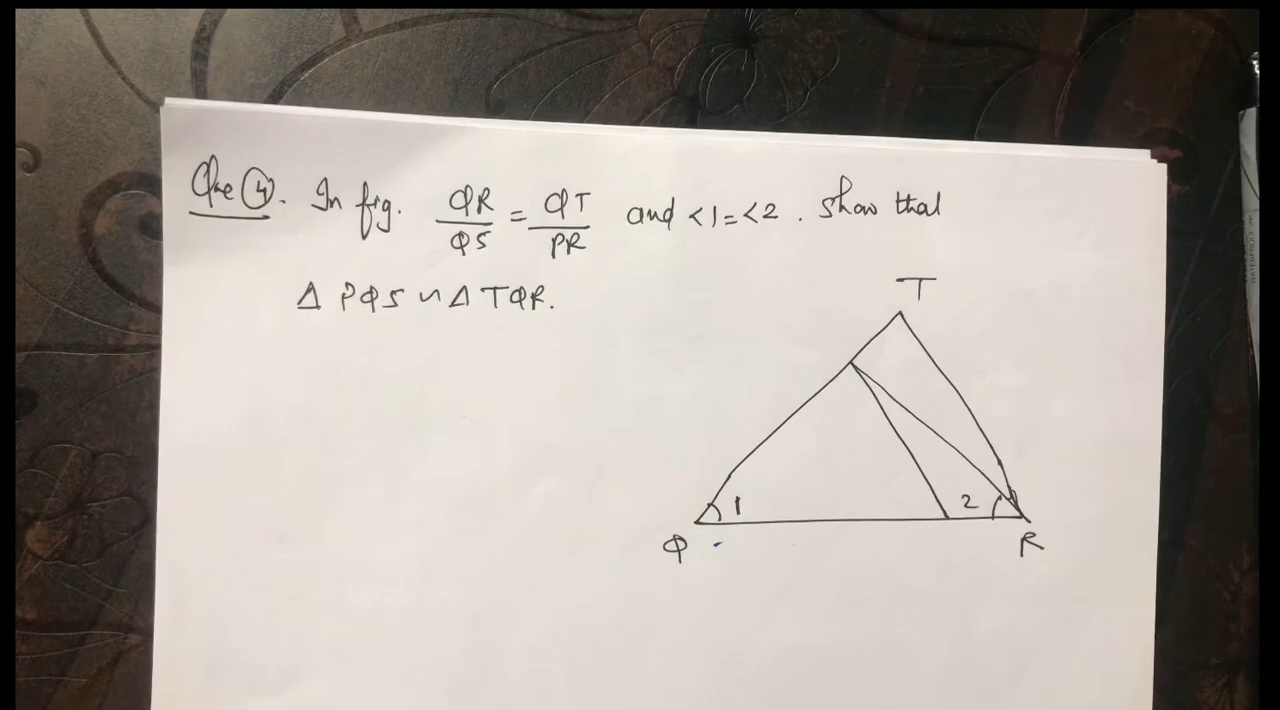 Que ④. In fig. QR/QS = QT/PR and <1=<2. Show that
Δ PQS ∽ Δ TQR.
T
1
2
Q
R